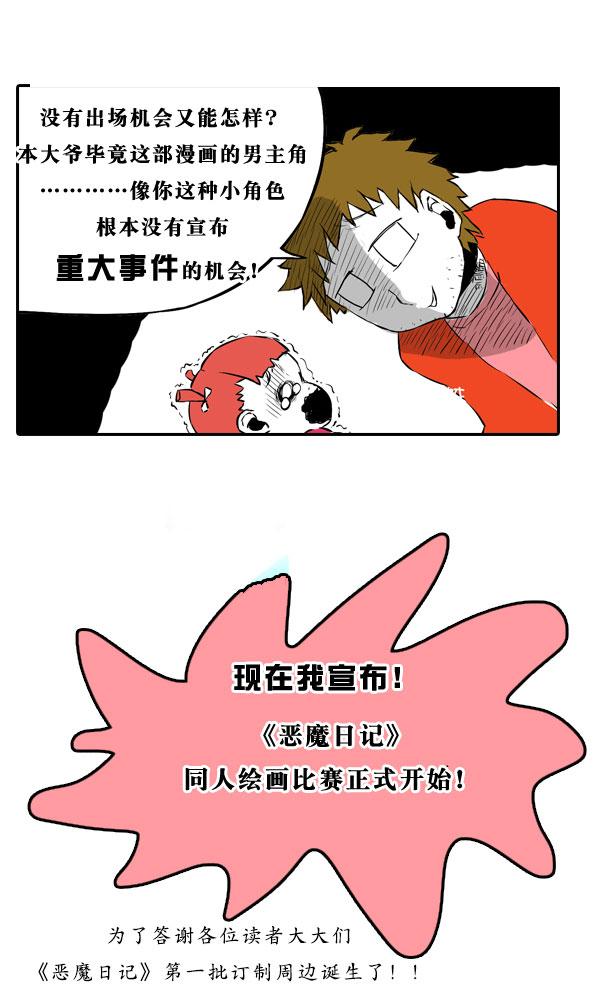 没有出场机会又能怎样?
本大爷毕竟这部漫画的男主角
…………像你这种小角色
根本没有宣布
重大事件的机会!
现在我宣布!
《恶魔日记》
同人绘画比赛正式开始!
为了答谢各位读者大大们
《恶魔日记》第一批订制周边诞生了!!